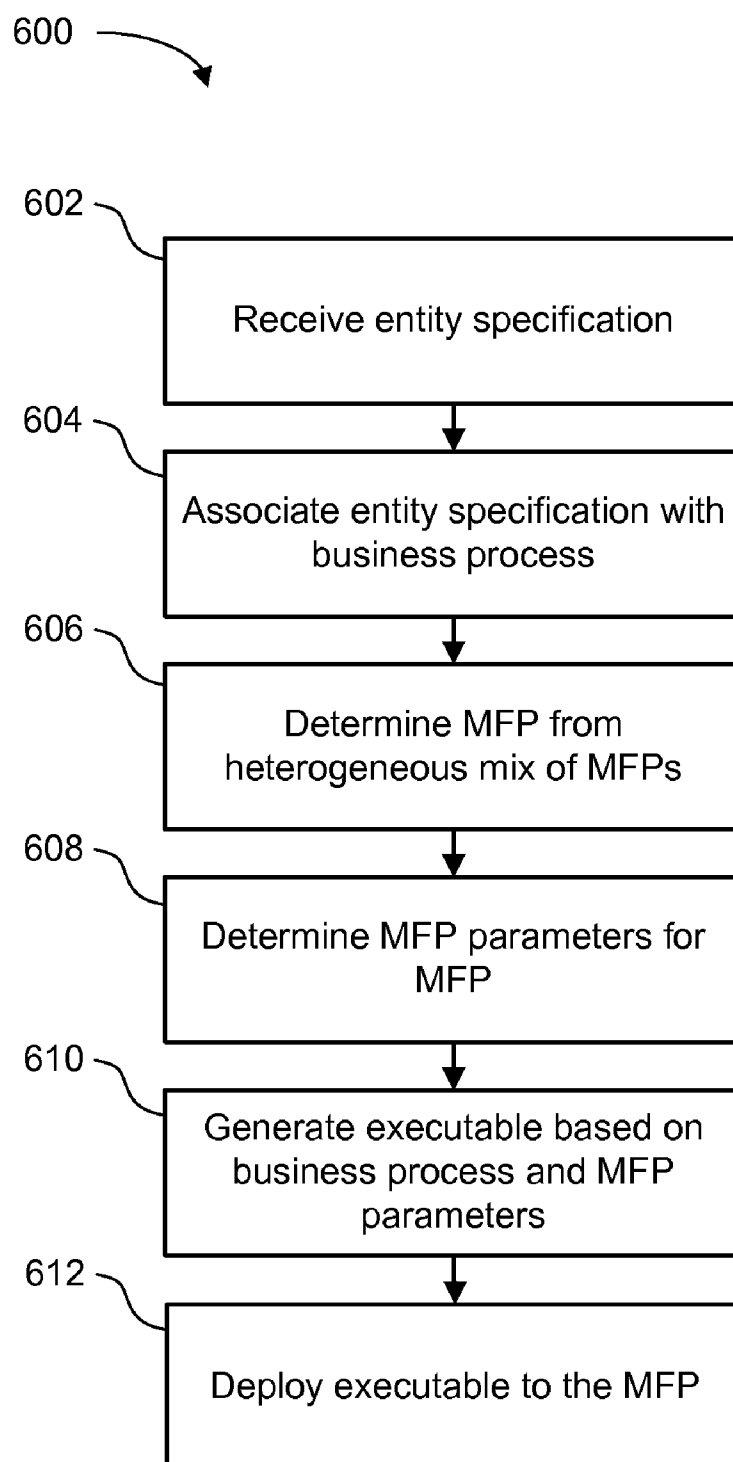 600
602
Receive entity specification
604
Associate entity specification with
business process
606
Determine MFP from
heterogeneous mix of MFPs
608
Determine MFP parameters for
MFP
610
Generate executable based on
business process and MFP
parameters
612
Deploy executable to the MFP